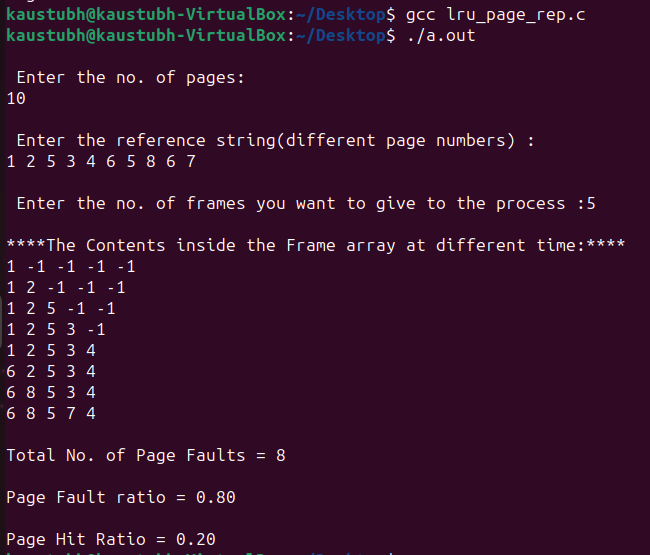 kaustubh@kaustubh-VirtualBox:~/Desktop$ gcc lru_page_rep.c
kaustubh@kaustubh-VirtualBox:~/Desktop$ ./a.out
Enter the no. of pages:
10
Enter the reference string(different page numbers) :
1 2 5 3 4 6 5 8 6 7
Enter the no. of frames you want to give to the process :5
****The Contents inside the Frame array at different time:****
1 -1 -1 -1 -1
1 2 -1 -1 -1
1 2 5 -1 -1
1 2 5 3 -1
1 2 5 3 4
6 2 5 3 4
6 8 5 3 4
6 8 5 7 4
Total No. of Page Faults = 8
Page Fault ratio = 0.80
Page Hit Ratio = 0.20